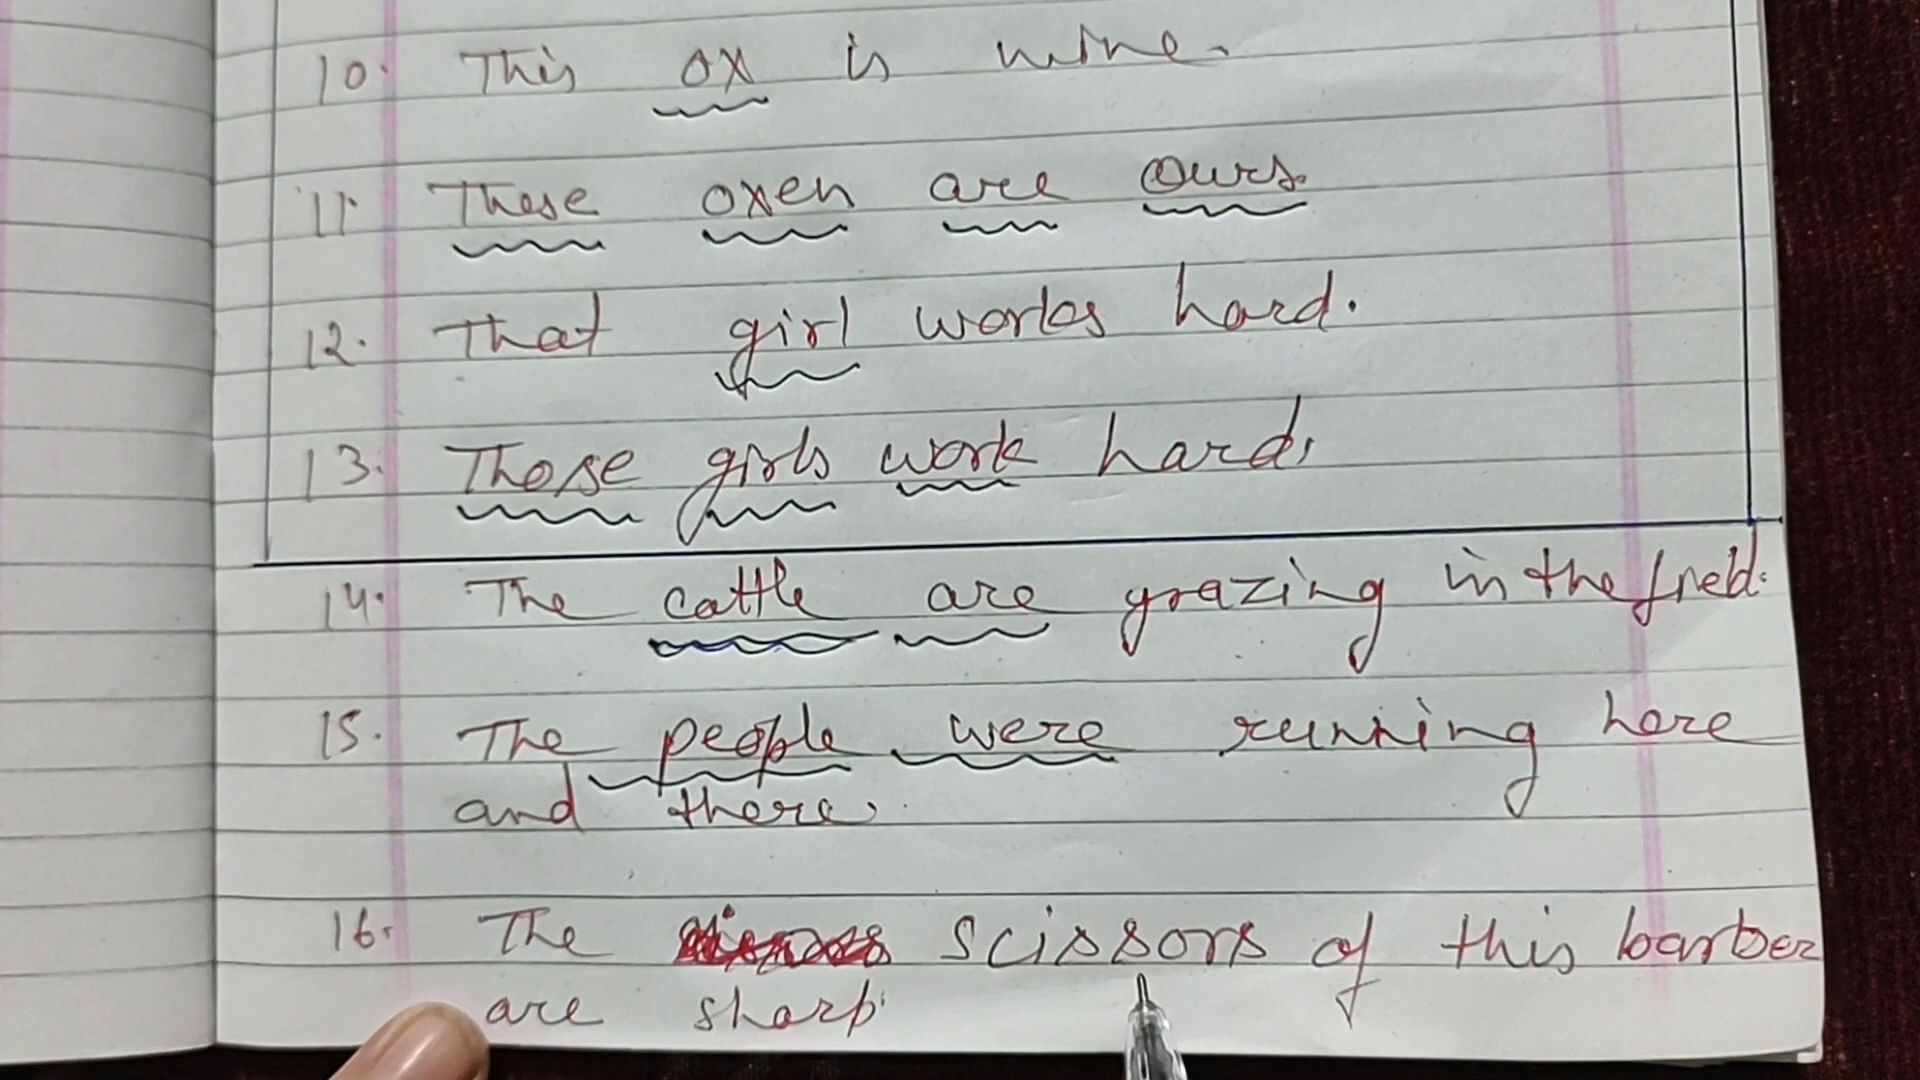 10. This ox is mine.
11. These oxen are ours.
12. That girl works hard.
13. Those girls work hard.
14. The cattle are grazing in the field.
15. The people were running here
and there.
16. The scissors of this barber
are sharp.